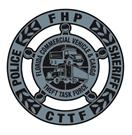 FHP
POLICE
SHERIFF
FLORIDA COMMERCIAL VEHICLE & CARGO
THEFT TASK FORCE
CTTF